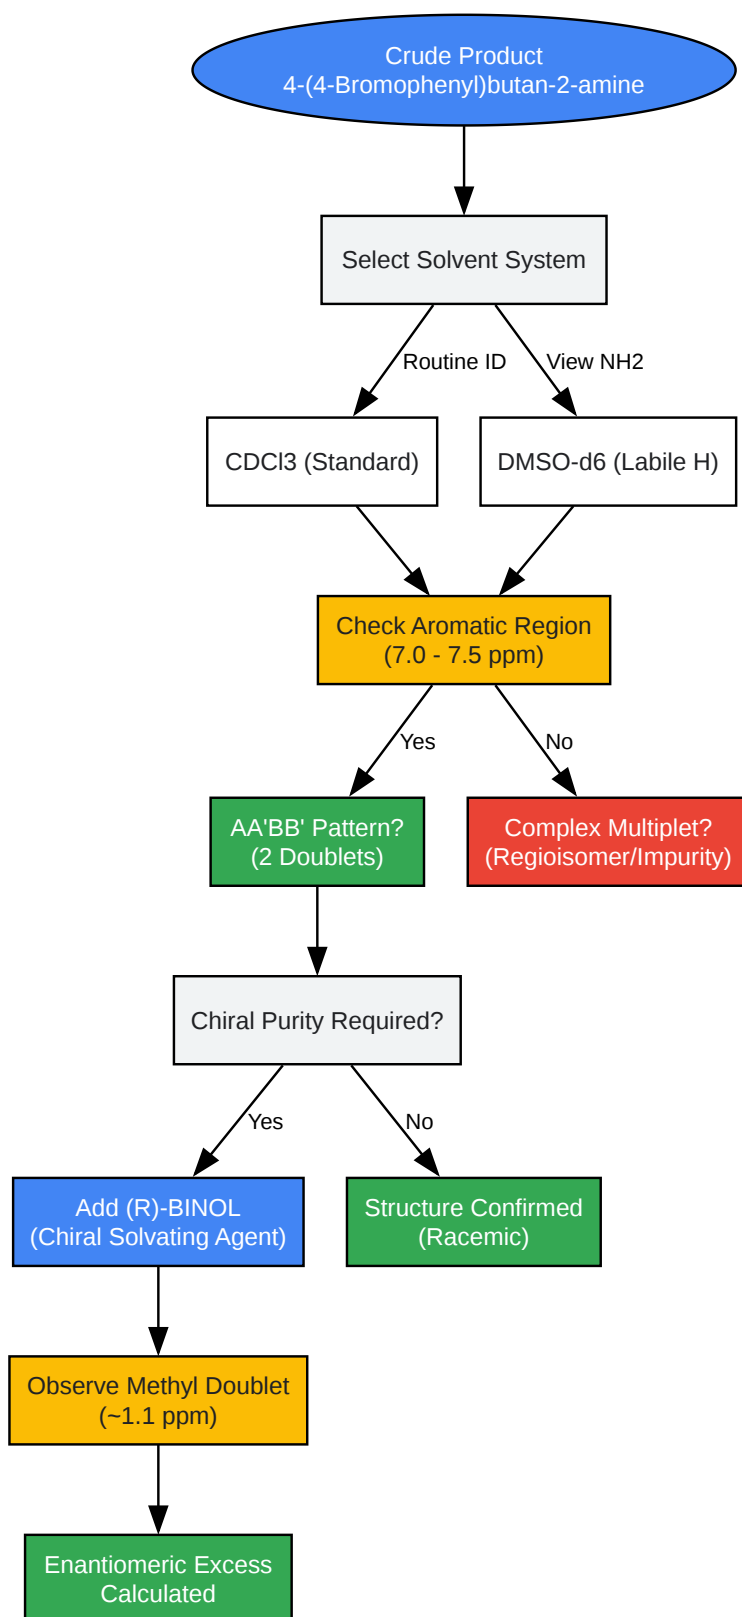 Crude Product
4-(4-Bromophenyl)butan-2-amine
Select Solvent System
Routine ID
View NH2
CDCl3 (Standard)
DMSO-d6 (Labile H)
Check Aromatic Region
(7.0 - 7.5 ppm)
Yes
No
AA'BB' Pattern?
(2 Doublets)
Complex Multiplet?
(Regioisomer/Impurity)
Chiral Purity Required?
Yes
No
Add (R)-BINOL
(Chiral Solvating Agent)
Structure Confirmed
(Racemic)
Observe Methyl Doublet
(~1.1 ppm)
Enantiomeric Excess
Calculated